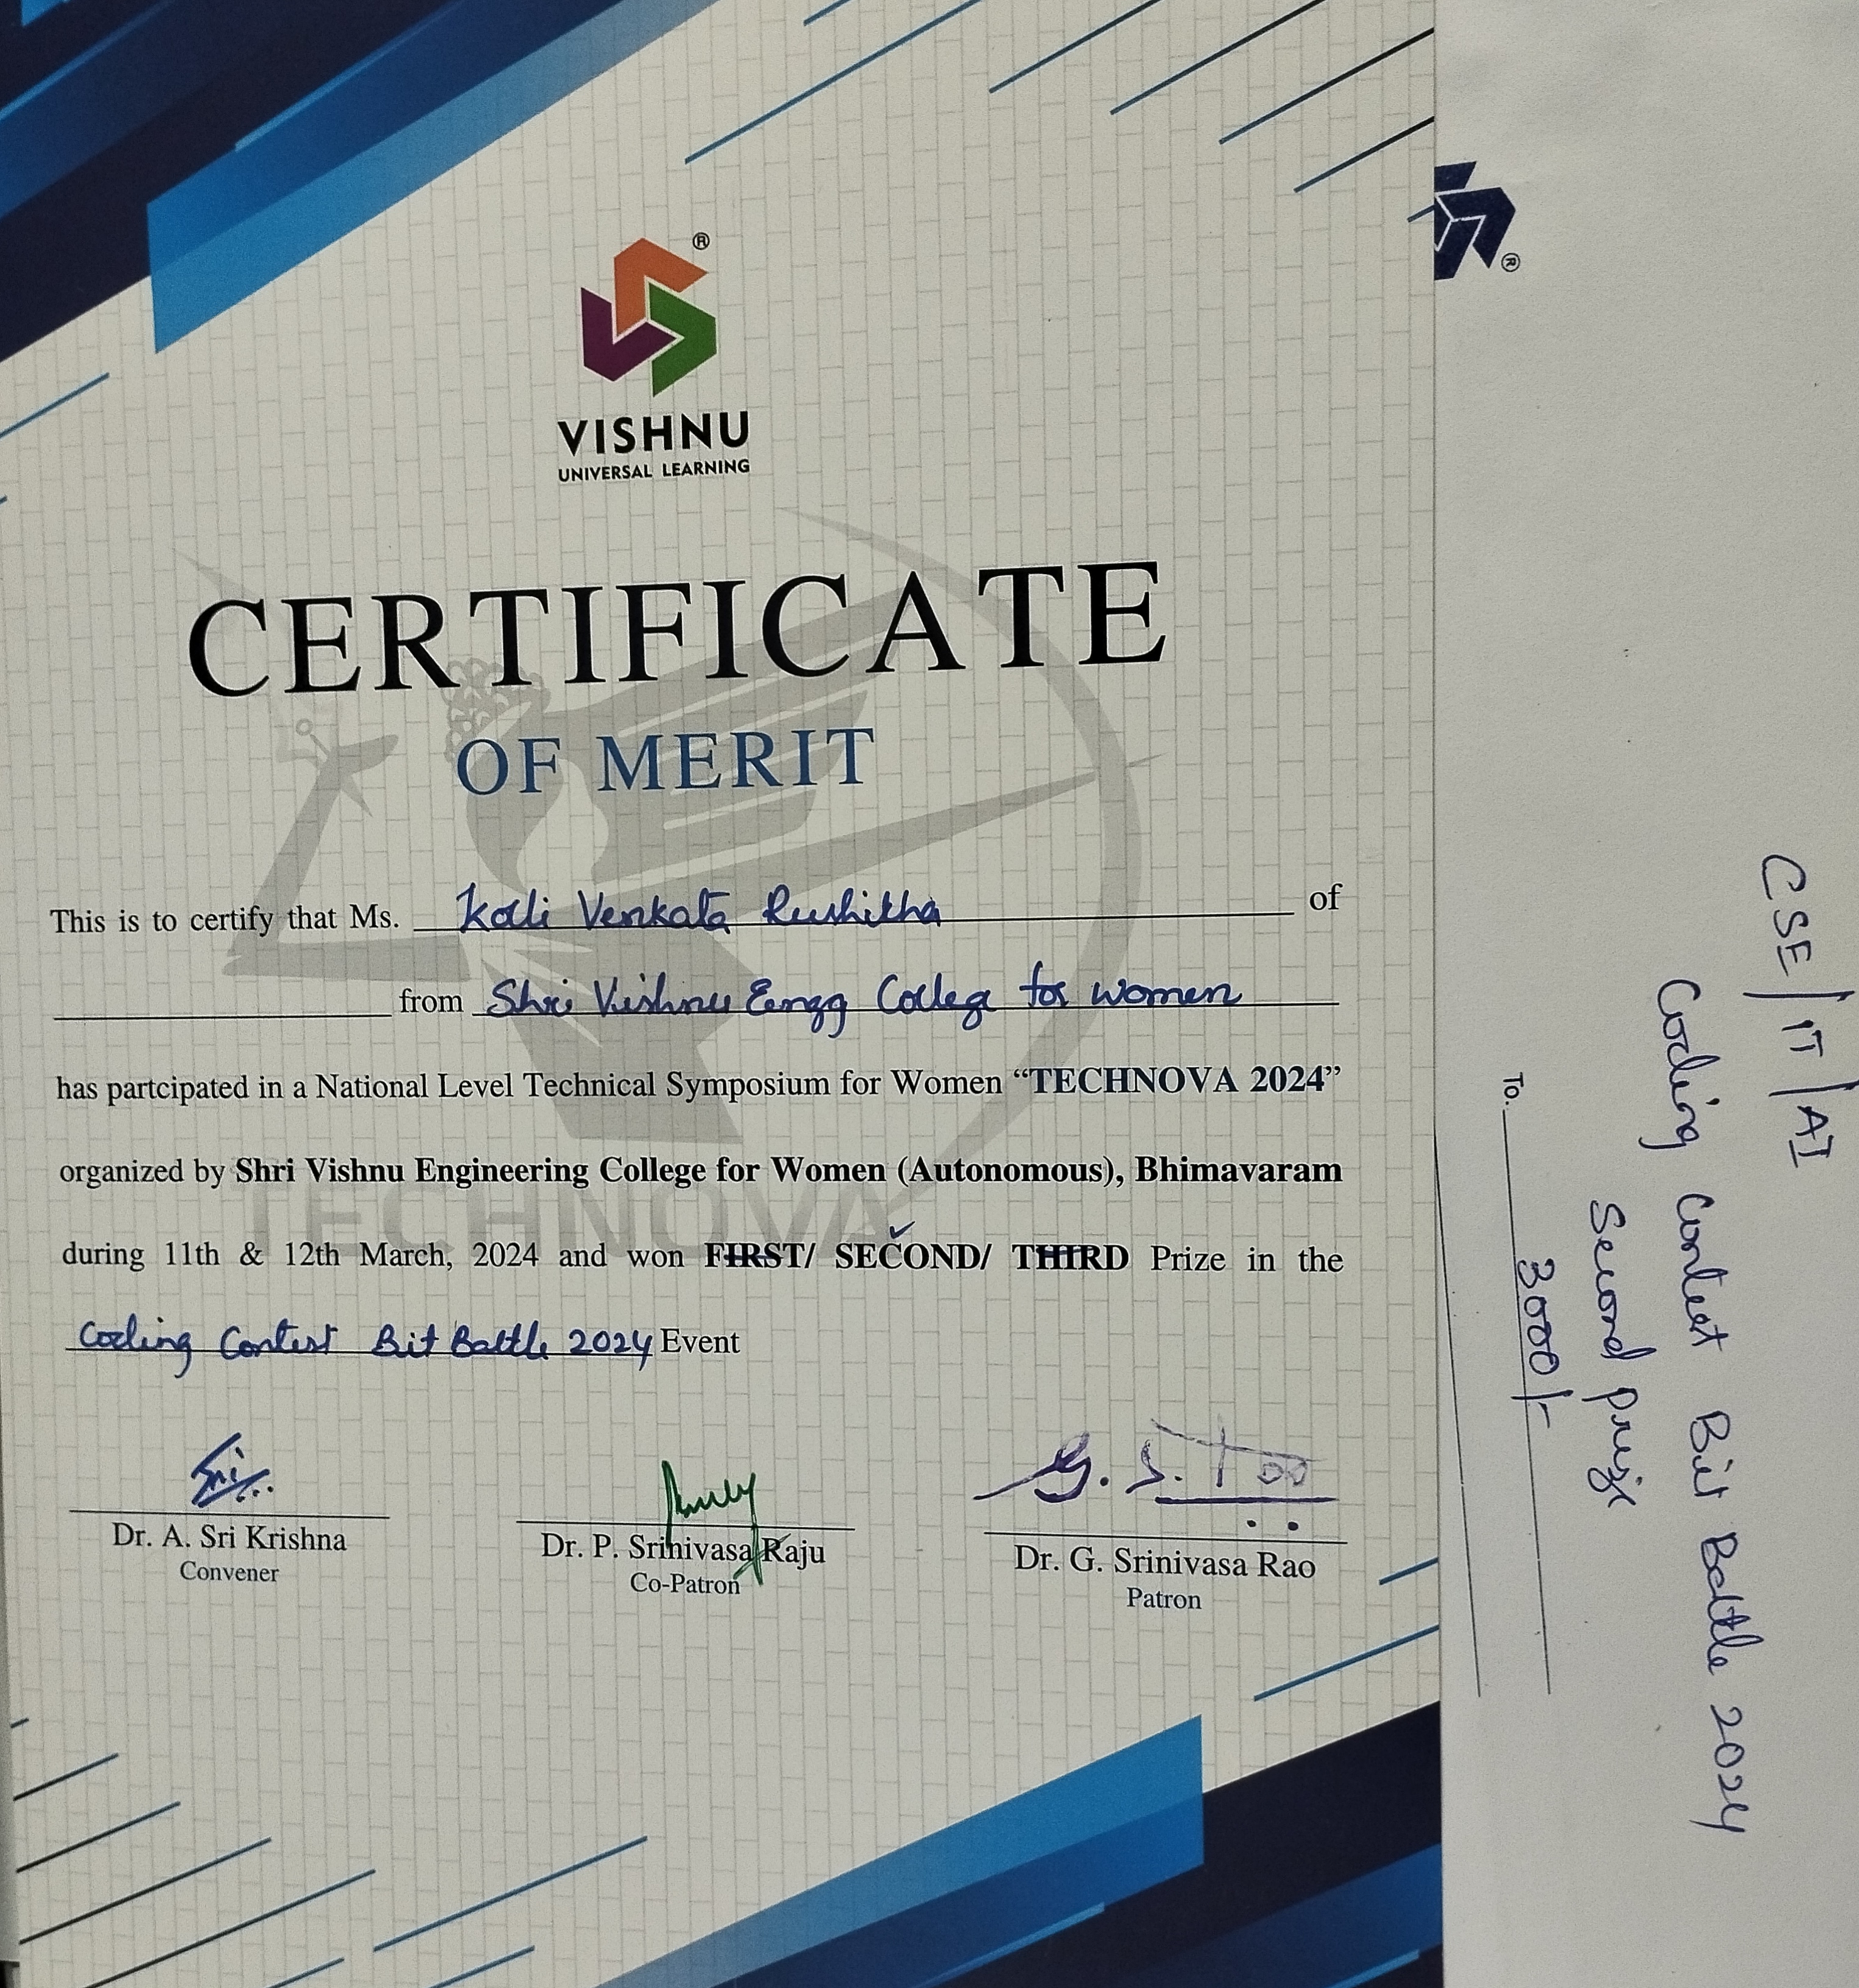 ®
VISHNU
UNIVERSAL LEARNING
CERTIFICATE
OF MERIT
This is to certify that Ms. Kodi Venkata Rushitha of
from Shri Vishnu Engg College for women
has partcipated in a National Level Technical Symposium for Women “TECHNOVA 2024”
organized by Shri Vishnu Engineering College for Women (Autonomous), Bhimavaram
TECHNOVA
during 11th & 12th March, 2024 and won FIRST/ SECOND/ THIRD Prize in the
Coding Contest Bit Battle 2024 Event
Dr. A. Sri Krishna
Convener
Dr. P. Srinivasa Raju
Co-Patron
G. S. Rao
Dr. G. Srinivasa Rao
Patron
®
CSE/IT/AI
Coding Contest Bit Battle 2024
Second prize
To. 3000/-